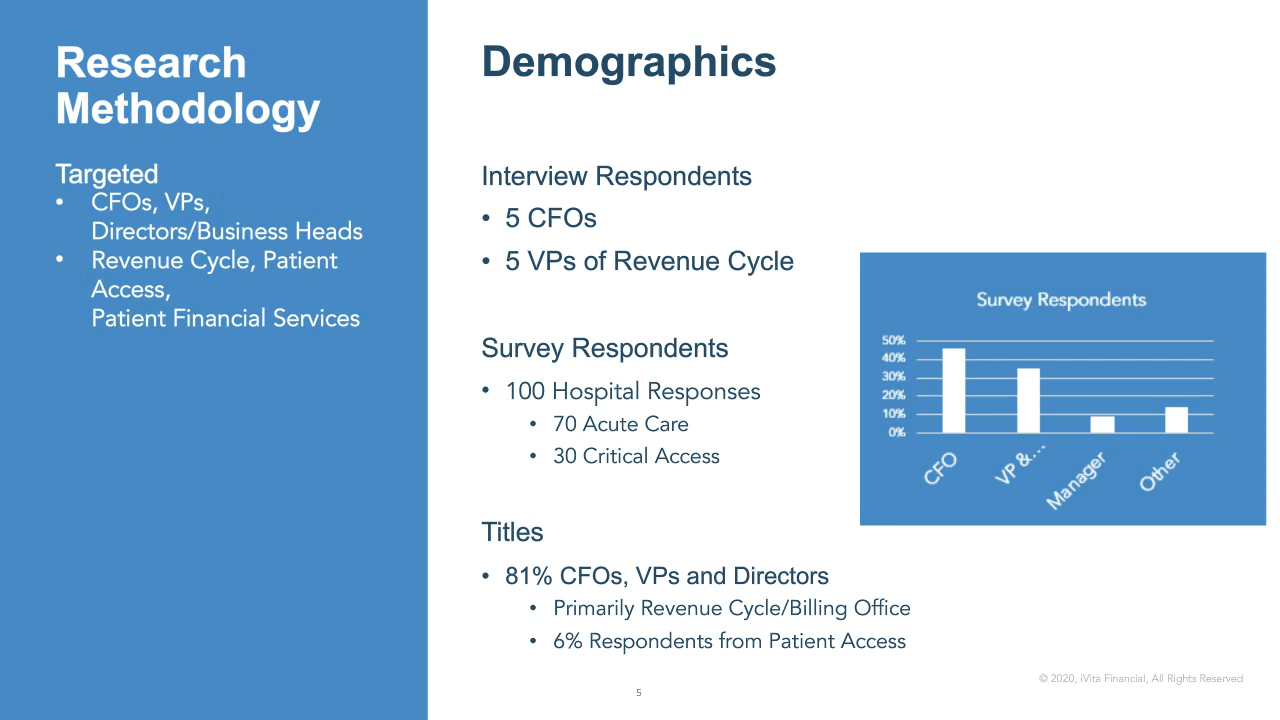 Research
Methodology
Targeted
• CFOs, VPs,
Directors/Business Heads
• Revenue Cycle, Patient
Access,
Patient Financial Services
Demographics
Interview Respondents
• 5 CFOs
• 5 VPs of Revenue Cycle
Survey Respondents
• 100 Hospital Responses
• 70 Acute Care
• 30 Critical Access
Titles
• 81% CFOs, VPs and Directors
• Primarily Revenue Cycle/Billing Office
• 6% Respondents from Patient Access
Survey Respondents
50%
40%
30%
20%
10%
0%
CFO
VP &...
Manager
Other
© 2020, iVita Financial, All Rights Reserved
5